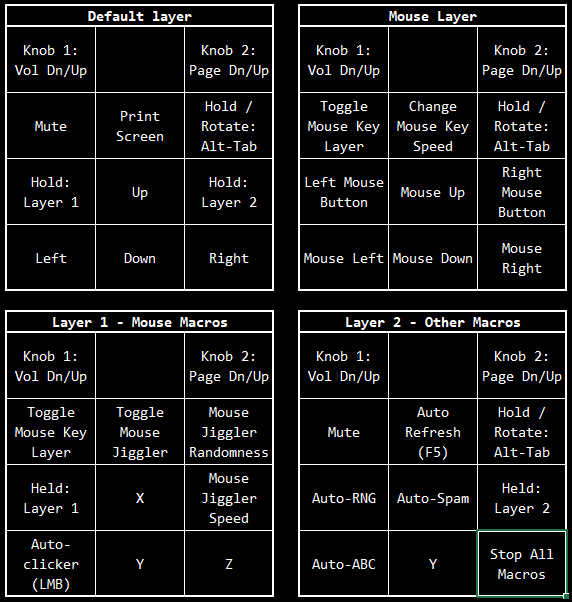 Default layer
Knob 1:
Vol Dn/Up
Knob 2:
Page Dn/Up
Mute
Print
Screen
Hold /
Rotate:
Alt-Tab
Hold:
Layer 1
Up
Hold:
Layer 2
Left
Down
Right
Mouse Layer
Knob 1:
Vol Dn/Up
Knob 2:
Page Dn/Up
Toggle
Mouse Key
Layer
Change
Mouse Key
Speed
Hold /
Rotate:
Alt-Tab
Left Mouse
Button
Mouse Up
Right
Mouse
Button
Mouse Left
Mouse Down
Mouse
Right
Layer 1 - Mouse Macros
Knob 1:
Vol Dn/Up
Knob 2:
Page Dn/Up
Toggle
Mouse Key
Layer
Toggle
Mouse
Jiggler
Mouse
Jiggler
Randomness
Held:
Layer 1
X
Mouse
Jiggler
Speed
Auto-
clicker
(LMB)
Y
Z
Layer 2 - Other Macros
Knob 1:
Vol Dn/Up
Knob 2:
Page Dn/Up
Mute
Auto
Refresh
(F5)
Hold /
Rotate:
Alt-Tab
Auto-RNG
Auto-Spam
Held:
Layer 2
Auto-ABC
Y
Stop All
Macros